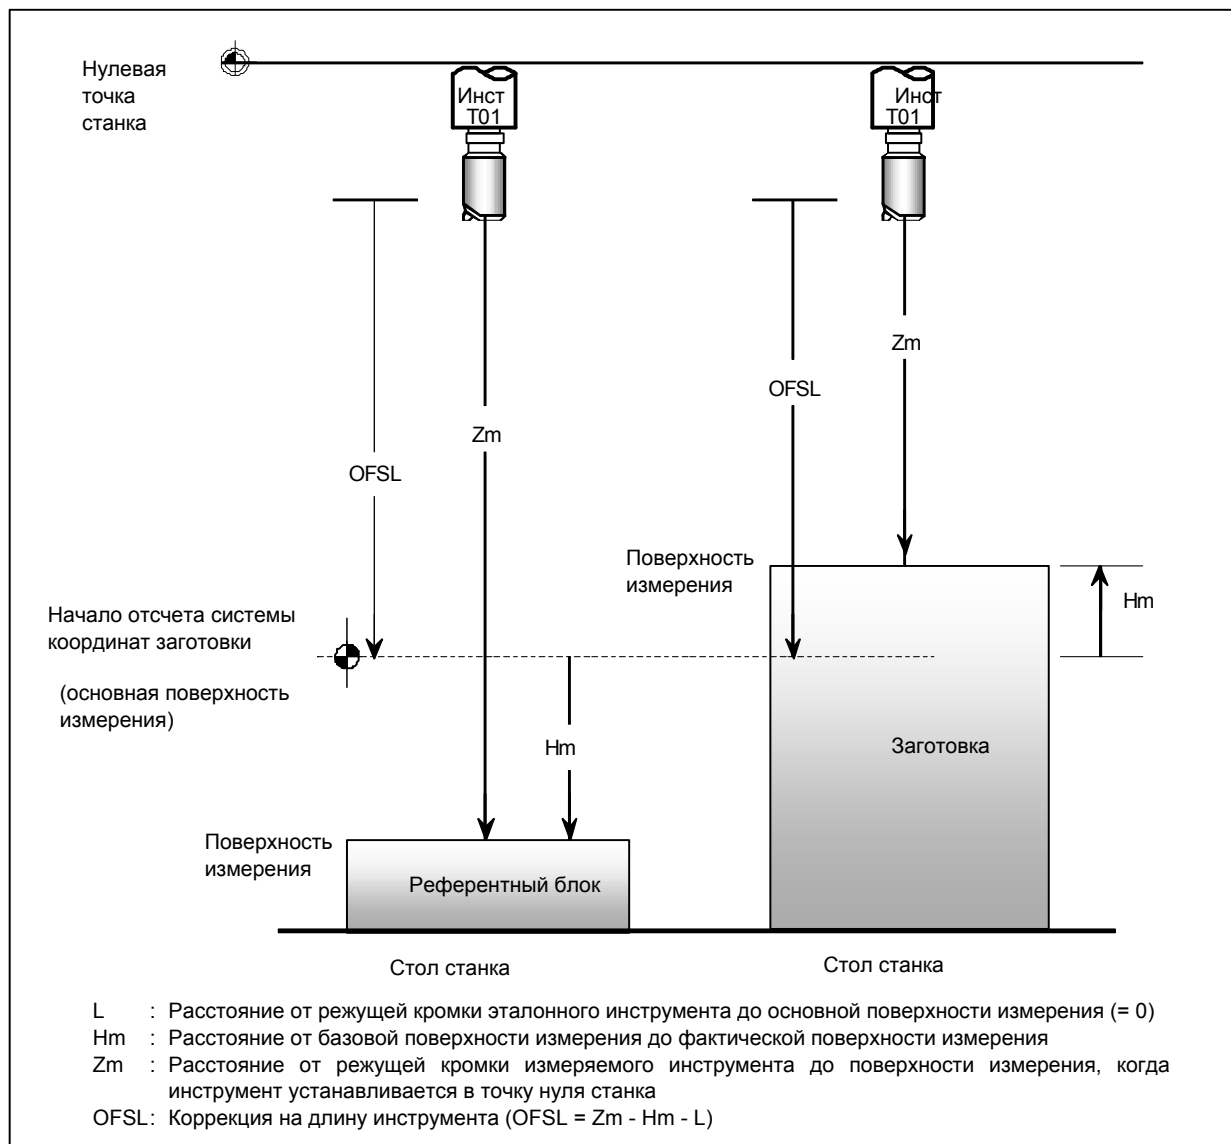 Нулевая
точка
станка
Инст
T01
Инст
T01
Zm
OFSL
Zm
OFSL
Поверхность
измерения
Hm
Начало отсчета системы
координат заготовки
(основная поверхность
измерения)
Hm
Заготовка
Поверхность
измерения
Референтный блок
Стол станка
Стол станка
L : Расстояние от режущей кромки эталонного инструмента до основной поверхности измерения (= 0)
Hm : Расстояние от базовой поверхности измерения до фактической поверхности измерения
Zm : Расстояние от режущей кромки измеряемого инструмента до поверхности измерения, когда
инструмент устанавливается в точку нуля станка
OFSL: Коррекция на длину инструмента (OFSL = Zm - Hm - L)